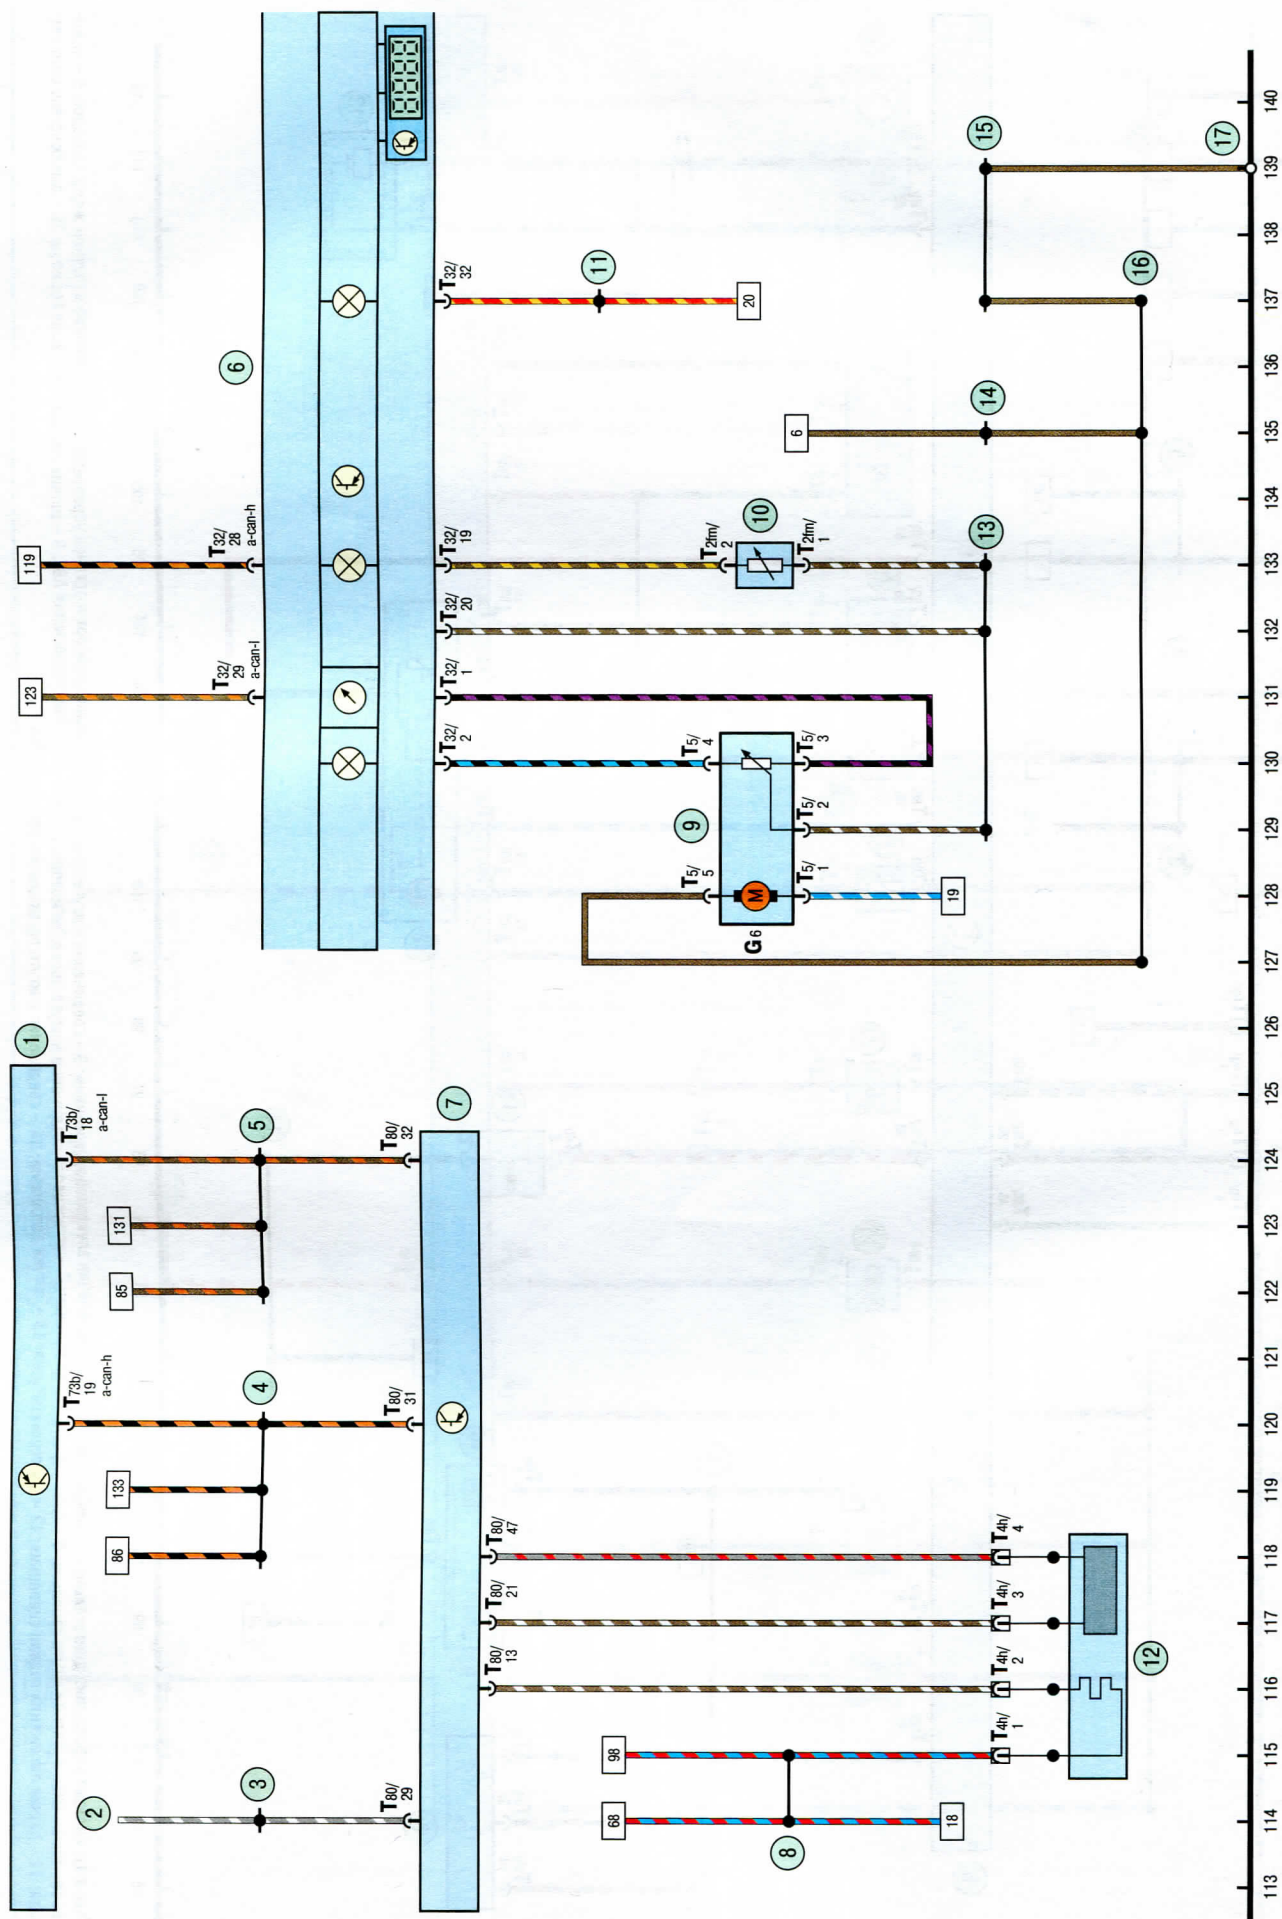 1
119
123
T73b/
19
a-can-h
T73b/
18
a-can-l
2
133
131
86
85
T32/
29
a-can-l
T32/
28
a-can-h
6
3
4
5
T80/
29
T80/
31
T80/
32
7
T32/
2
T32/
1
T32/
20
T32/
19
T32/
32
T80/
13
T80/
21
T80/
47
11
68
98
T5/
5
9
T5/
4
T2fm/
2
20
G6
M
10
8
T5/
1
T5/
2
T5/
3
T2fm/
1
6
18
19
T4h/
1
T4h/
2
T4h/
3
T4h/
4
13
14
15
12
16
17
113
114
115
116
117
118
119
120
121
122
123
124
125
126
127
128
129
130
131
132
133
134
135
136
137
138
139
140